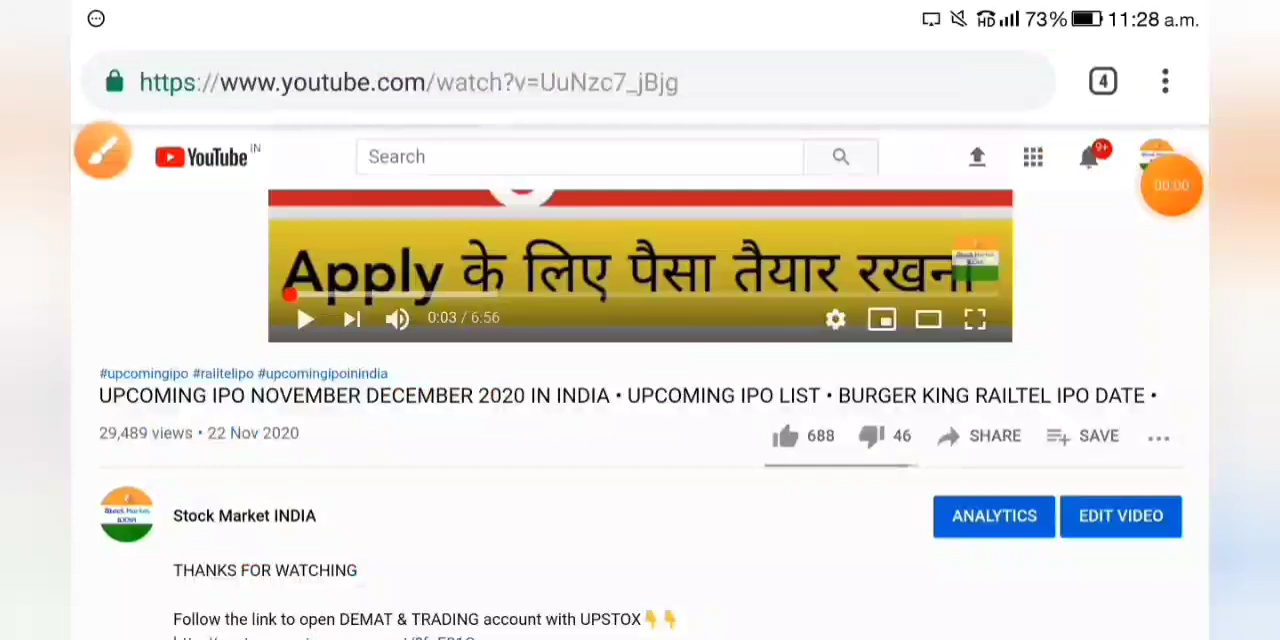 73% 11:28 a.m.
https://www.youtube.com/watch?v=UuNzc7_jBjg 4
YouTube IN Search 9+
00:00
Apply के लिए पैसा तैयार रखना
0:03 / 6:56
#upcomingipo #railtelipo #upcomingipoinindia
UPCOMING IPO NOVEMBER DECEMBER 2020 IN INDIA • UPCOMING IPO LIST • BURGER KING RAILTEL IPO DATE •
29,489 views • 22 Nov 2020 688 46 SHARE SAVE
Stock Market INDIA ANALYTICS EDIT VIDEO
THANKS FOR WATCHING
Follow the link to open DEMAT & TRADING account with UPSTOX👇👇